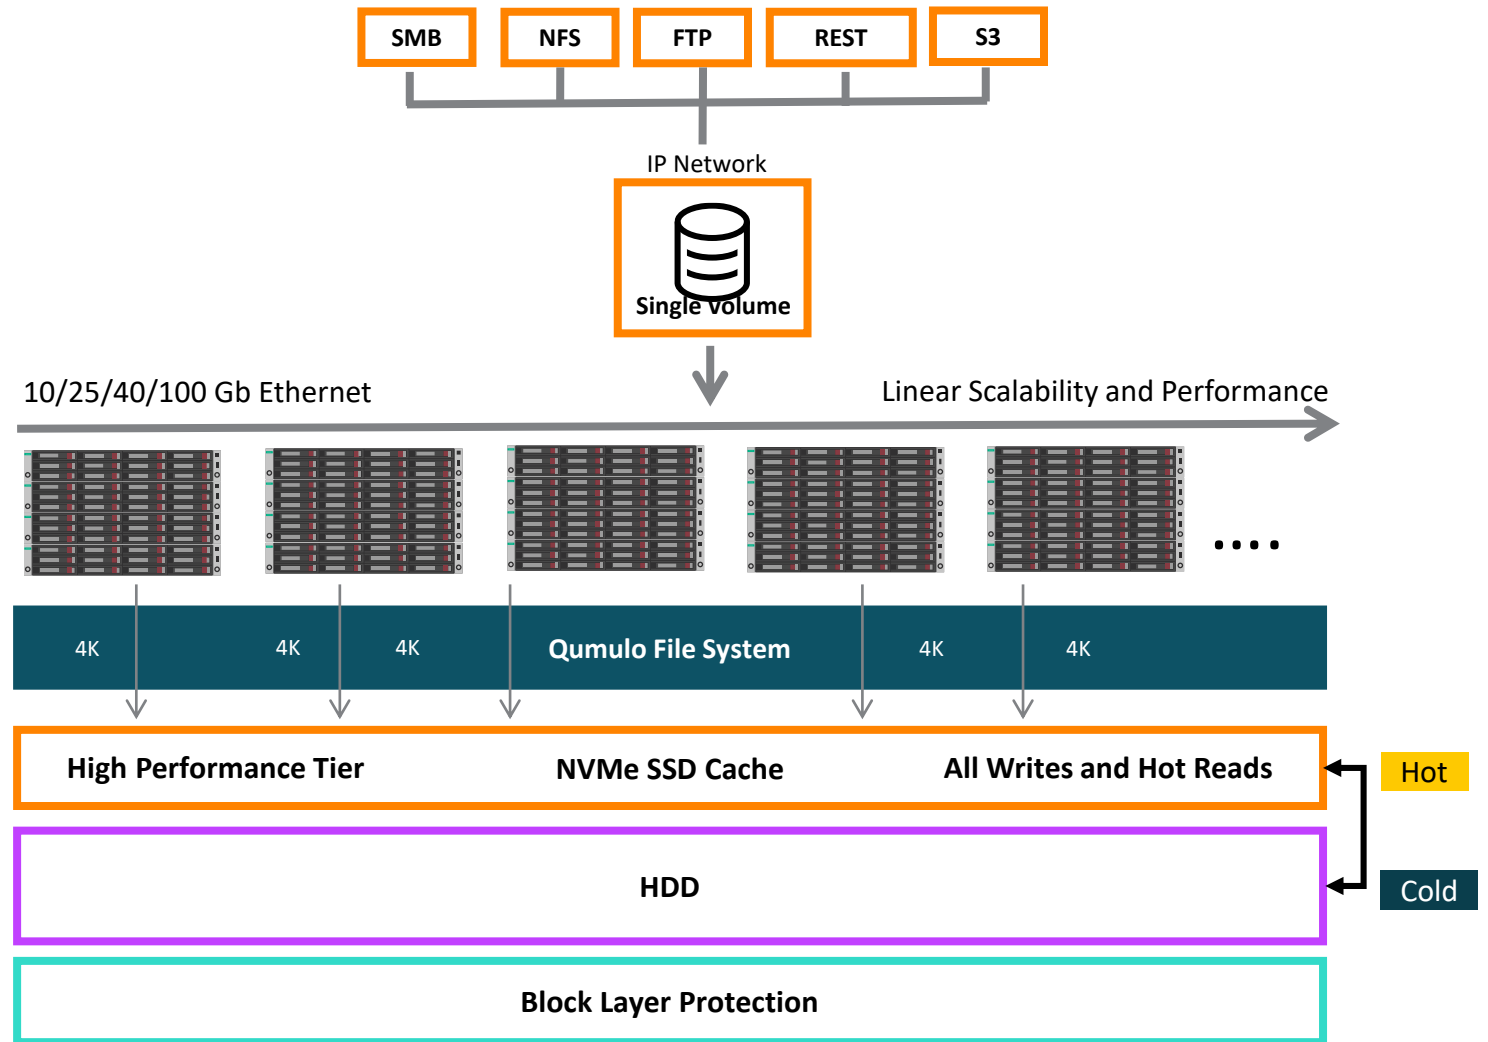 SMB NFS FTP REST S3
IP Network
Single volume
10/25/40/100 Gb Ethernet
Linear Scalability and Performance
....
4K 4K 4K Qumulo File System 4K 4K
High Performance Tier NVMe SSD Cache All Writes and Hot Reads
Hot
HDD
Cold
Block Layer Protection